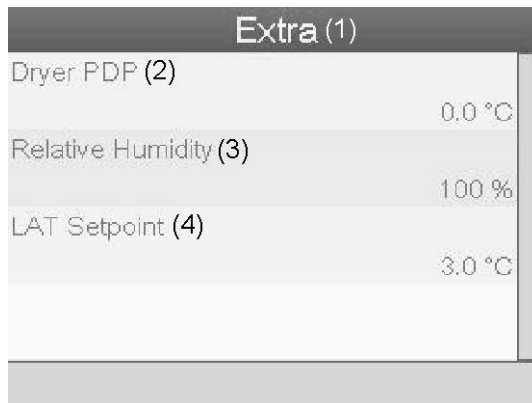 Extra (1)
Dryer PDP (2)
0.0 °C
Relative Humidity (3)
100 %
LAT Setpoint (4)
3.0 °C